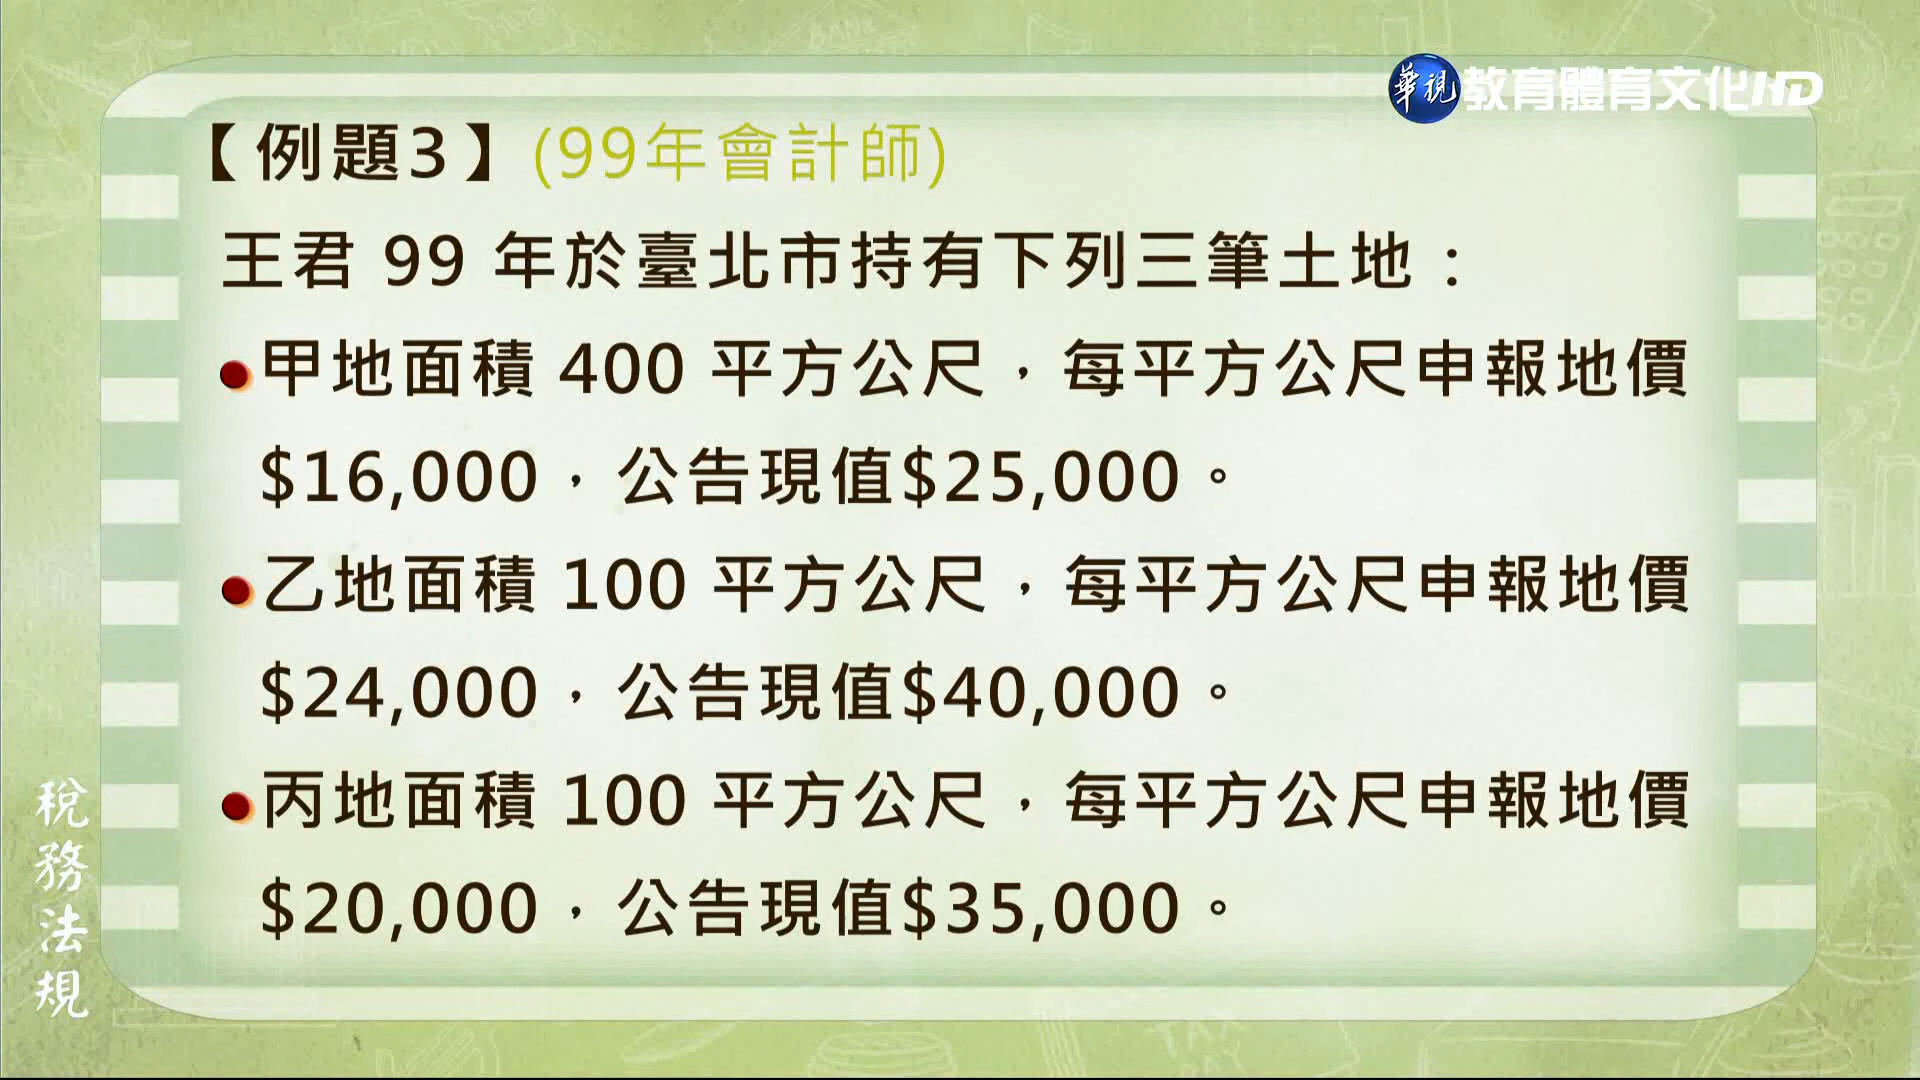 華視 教育體育文化HD
【例題3】(99年會計師)
王君 99 年於臺北市持有下列三筆土地：
甲地面積 400 平方公尺，每平方公尺申報地價
$16,000，公告現值$25,000。
乙地面積 100 平方公尺，每平方公尺申報地價
$24,000，公告現值$40,000。
丙地面積 100 平方公尺，每平方公尺申報地價
$20,000，公告現值$35,000。
稅務法規
TAX